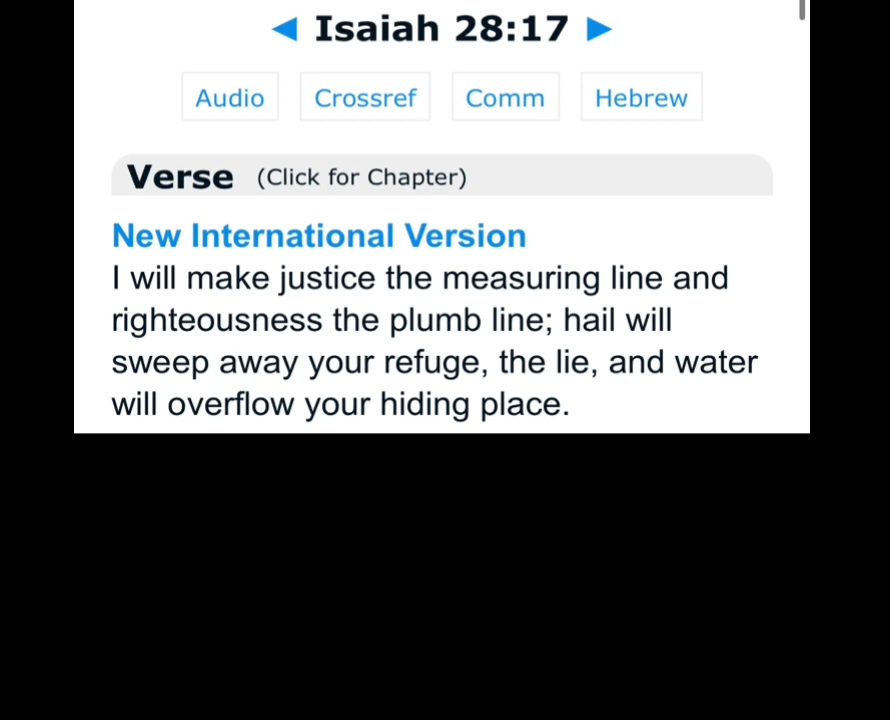 ◀ Isaiah 28:17 ▶
Audio Crossref Comm Hebrew
Verse (Click for Chapter)
New International Version
I will make justice the measuring line and
righteousness the plumb line; hail will
sweep away your refuge, the lie, and water
will overflow your hiding place.